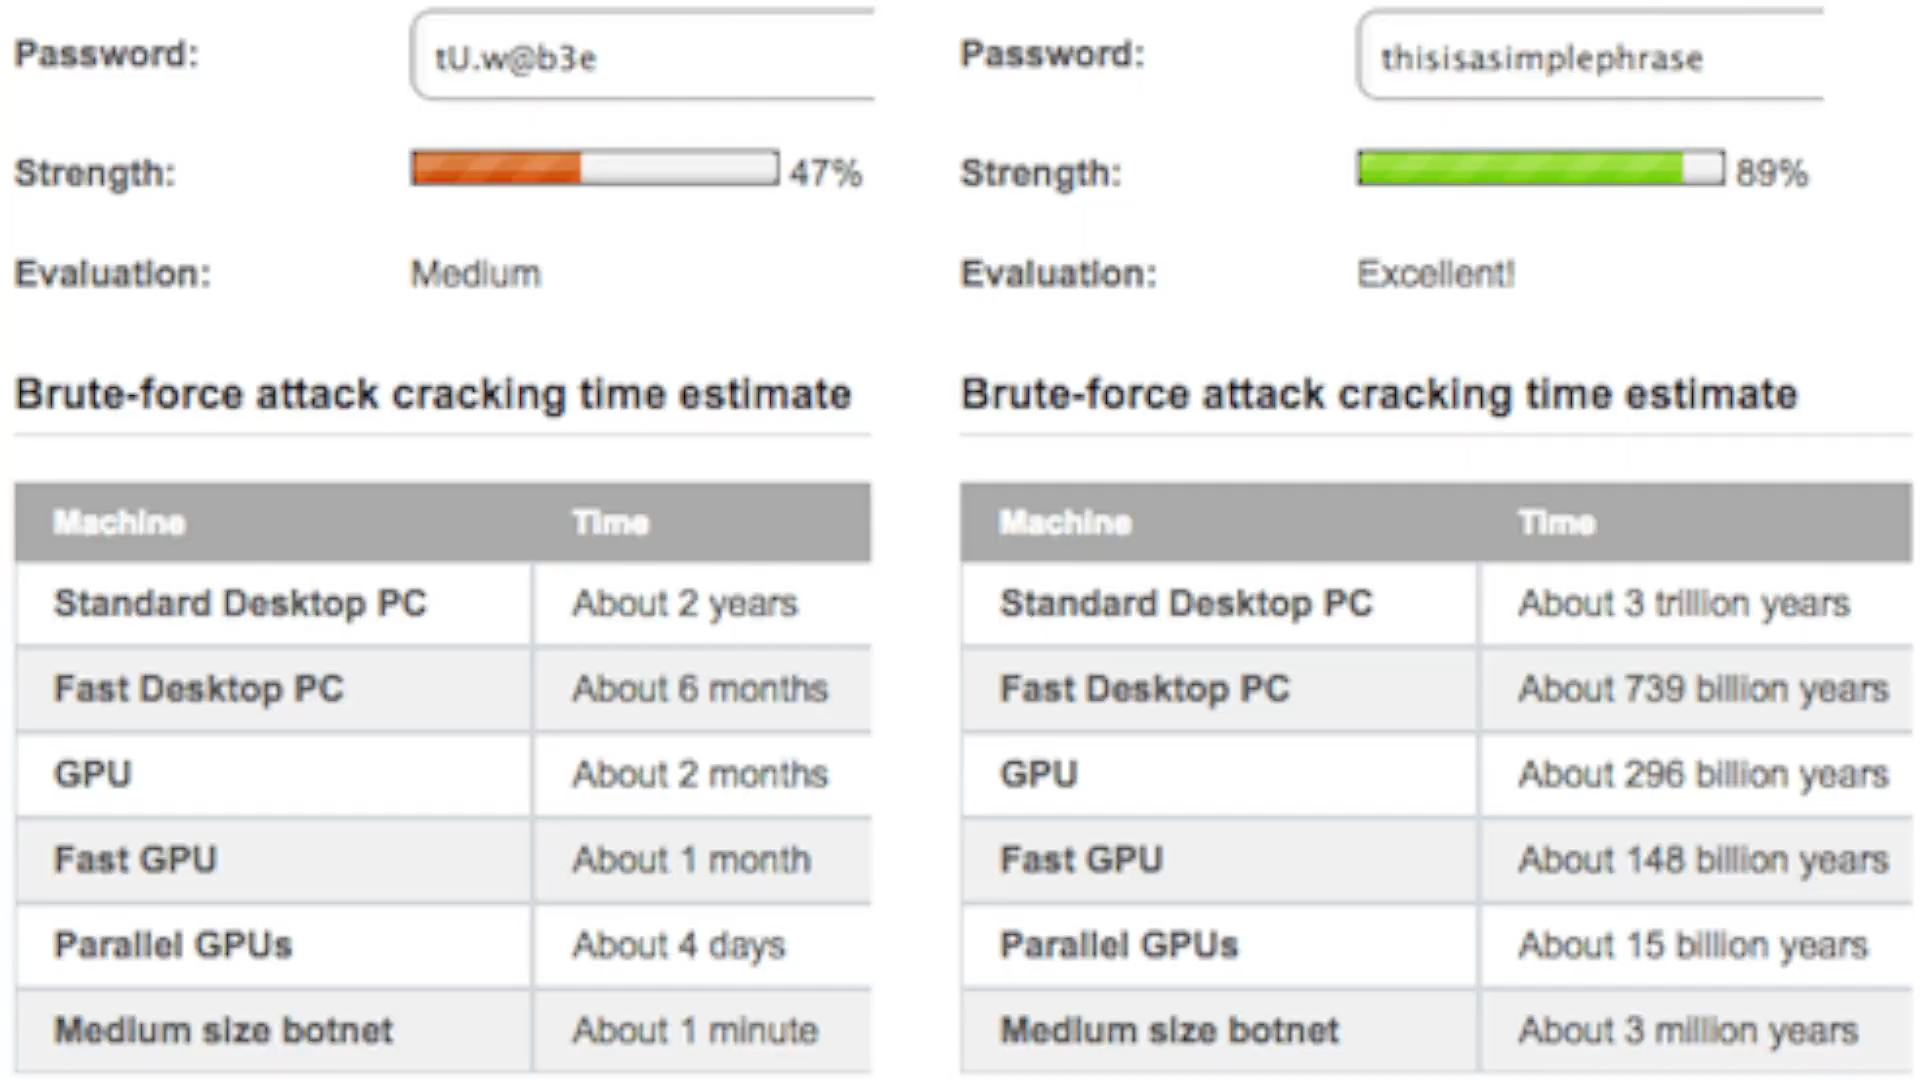 Password: tU.w@b3e
Strength: 47%
Evaluation: Medium
Brute-force attack cracking time estimate
Machine Time
Standard Desktop PC About 2 years
Fast Desktop PC About 6 months
GPU About 2 months
Fast GPU About 1 month
Parallel GPUs About 4 days
Medium size botnet About 1 minute
Password: thisisasimplephrase
Strength: 89%
Evaluation: Excellent!
Brute-force attack cracking time estimate
Machine Time
Standard Desktop PC About 3 trillion years
Fast Desktop PC About 739 billion years
GPU About 296 billion years
Fast GPU About 148 billion years
Parallel GPUs About 15 billion years
Medium size botnet About 3 million years